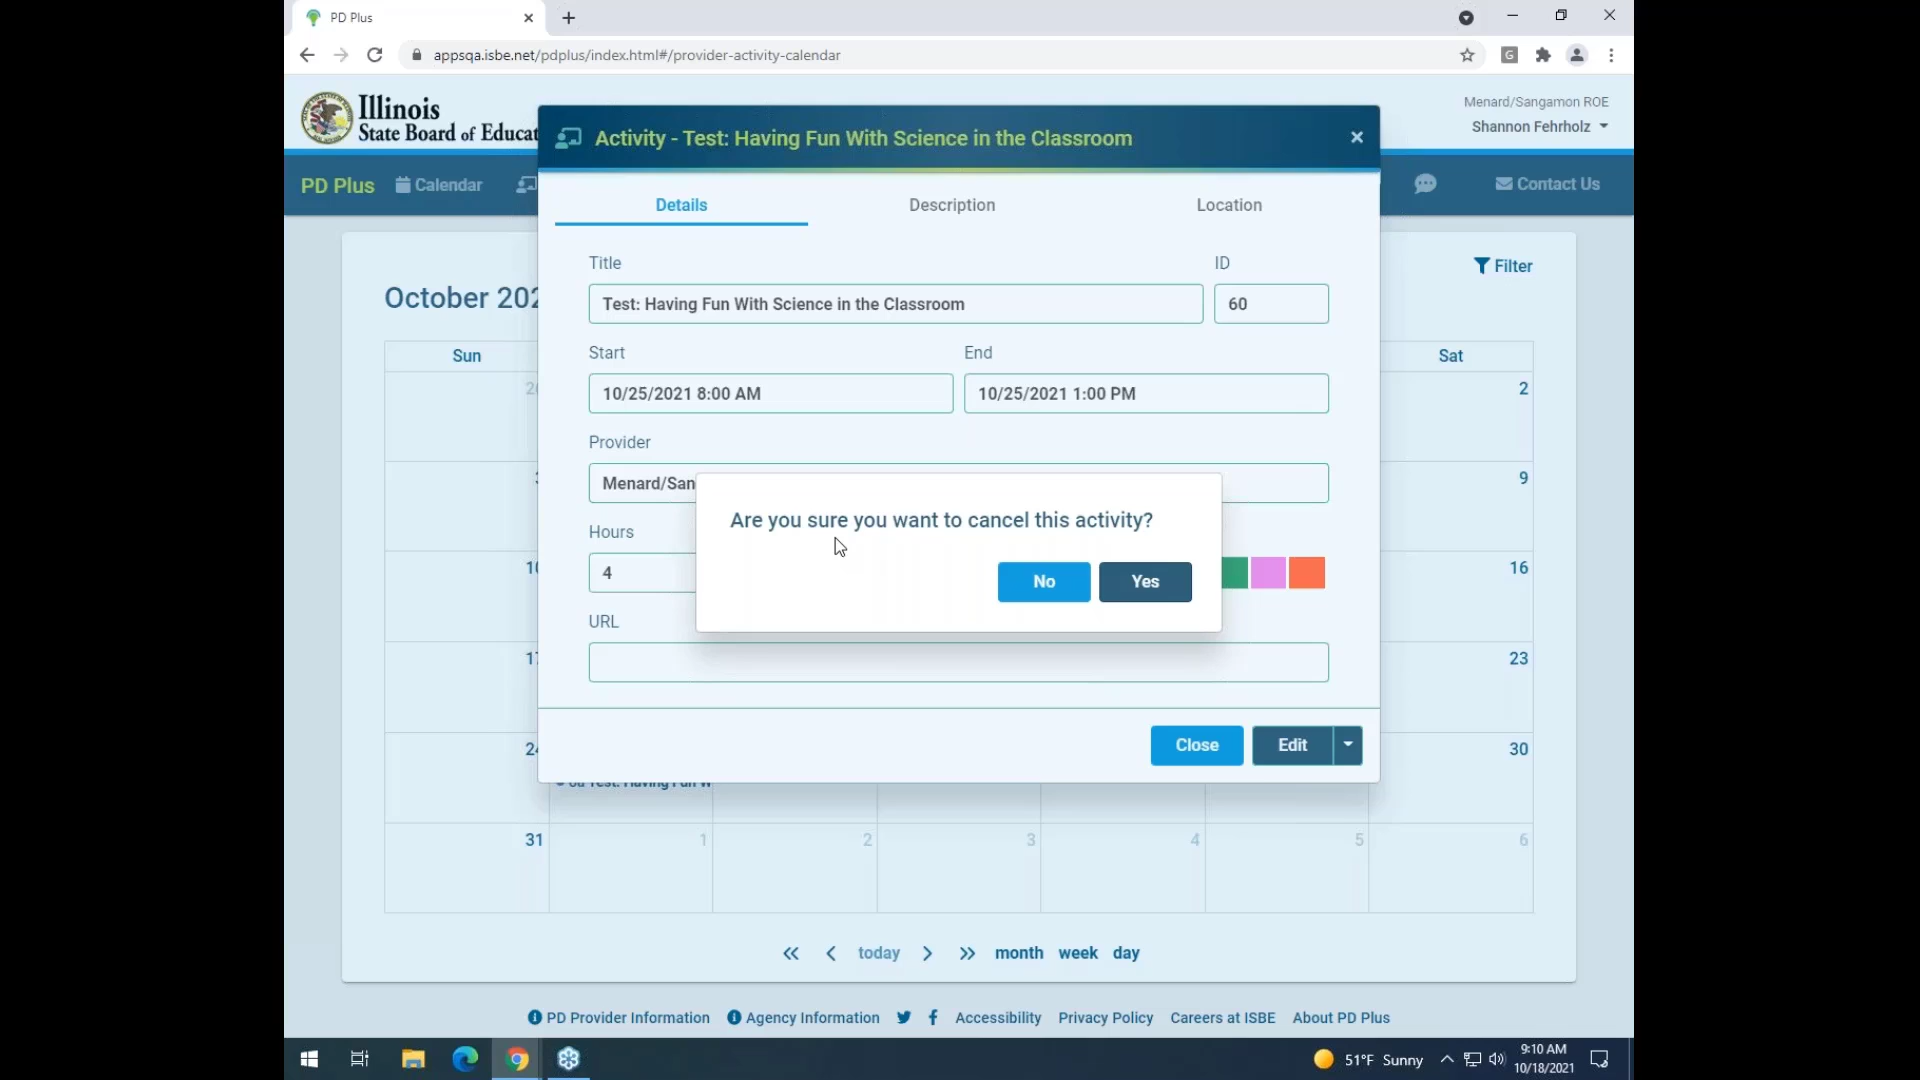 PD Plus
appsqa.isbe.net/pdplus/index.html#/provider-activity-calendar
Illinois
State Board of Educat
Menard/Sangamon ROE
Shannon Fehrholz
Activity - Test: Having Fun With Science in the Classroom
PD Plus Calendar
Contact Us
Details Description Location
Filter
October 202
Title ID
Test: Having Fun With Science in the Classroom 60
Start End
10/25/2021 8:00 AM 10/25/2021 1:00 PM
Provider
Menard/San
Are you sure you want to cancel this activity?
No Yes
Hours
4
URL
Close Edit
Sun Sat
2
9
10 16
17 23
24 30
31 1 2 3 4 5 6
today month week day
PD Provider Information Agency Information Accessibility Privacy Policy Careers at ISBE About PD Plus
51°F Sunny
9:10 AM
10/18/2021